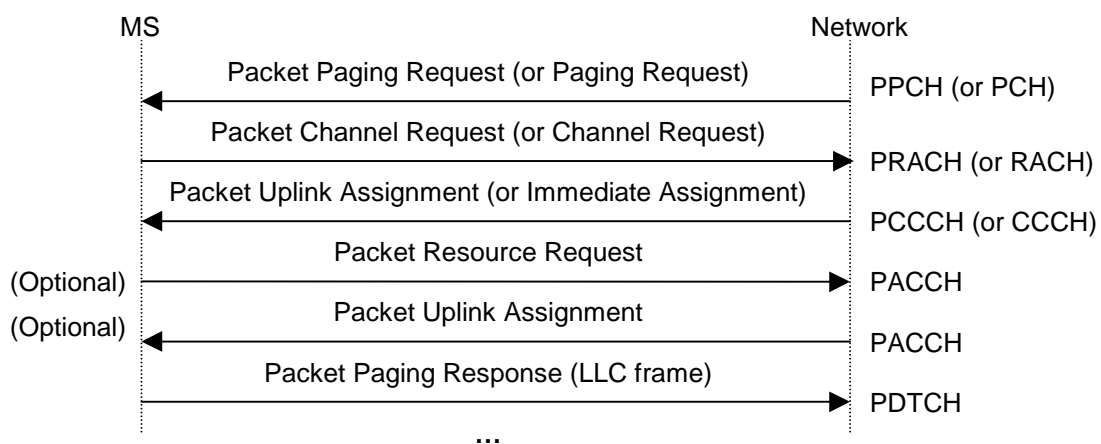 MS Network
Packet Paging Request (or Paging Request)
PPCH (or PCH)
Packet Channel Request (or Channel Request)
PRACH (or RACH)
Packet Uplink Assignment (or Immediate Assignment)
PCCCH (or CCCH)
Packet Resource Request
(Optional) PACCH
Packet Uplink Assignment
(Optional) PACCH
Packet Paging Response (LLC frame)
PDTCH
...